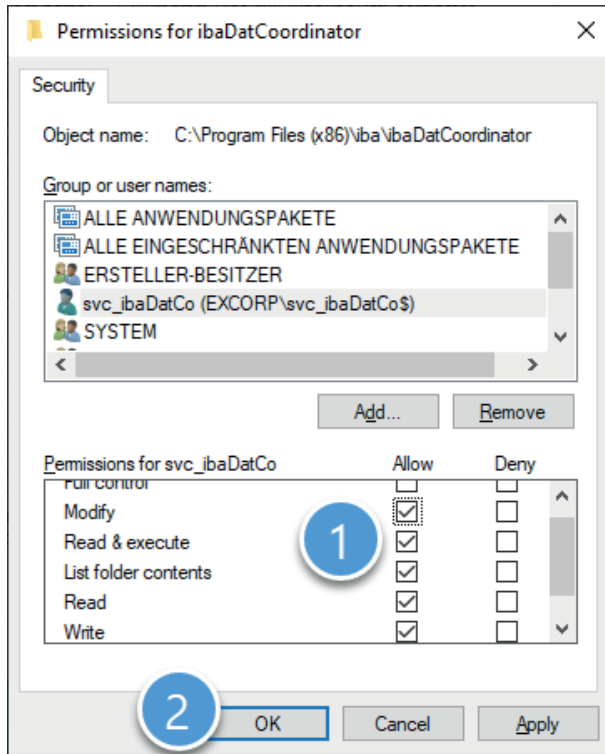 Permissions for ibaDatCoordinator
Security
Object name: C:\Program Files (x86)\iba\ibaDatCoordinator
Group or user names:
ALLE ANWENDUNGSPAKETE
ALLE EINGESCHRÄNKTEN ANWENDUNGSPAKETE
ERSTELLER-BESITZER
svc_ibaDatCo (EXCORP\svc_ibaDatCo$)
SYSTEM
Add... Remove
Permissions for svc_ibaDatCo Allow Deny
Full control
Modify
Read & execute
1
List folder contents
Read
Write
2 OK Cancel Apply